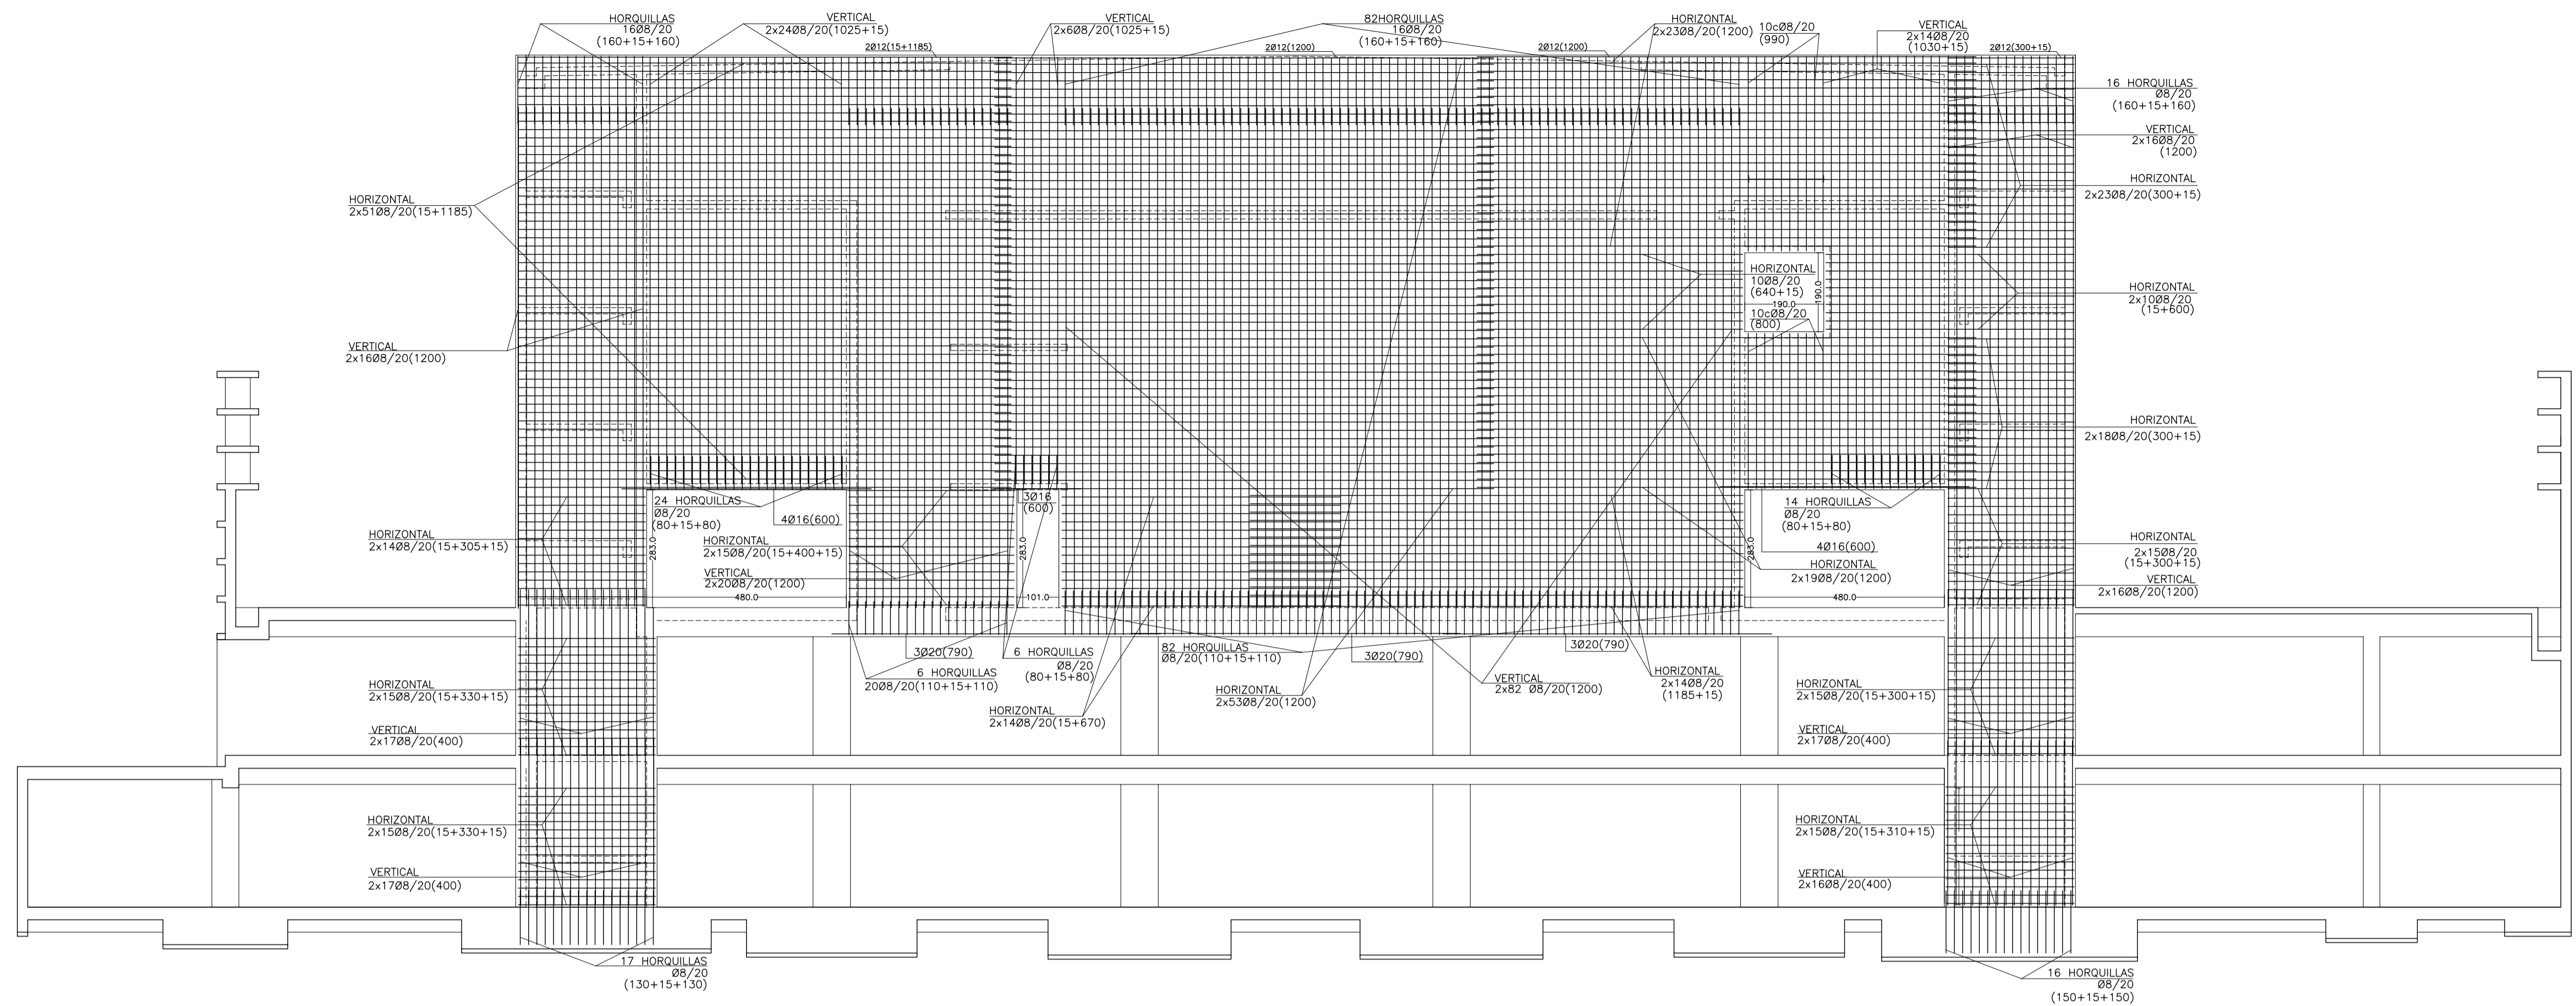 HORQUILLAS
16Ø8/20
(160+15+160)
VERTICAL
2x24Ø8/20(1025+15)
2Ø12(15+1185)
VERTICAL
2x6Ø8/20(1025+15)
2Ø12(1200)
82HORQUILLAS
16Ø8/20
(160+15+160)
2Ø12(1200)
HORIZONTAL
2x23Ø8/20(1200)
10cØ8/20
(990)
VERTICAL
2x14Ø8/20
(1030+15)
2Ø12(300+15)
16 HORQUILLAS
Ø8/20
(160+15+160)
VERTICAL
2x16Ø8/20
(1200)
HORIZONTAL
2x23Ø8/20(300+15)
HORIZONTAL
2x51Ø8/20(15+1185)
HORIZONTAL
10Ø8/20
(640+15)
190.0
190.0
10cØ8/20
(800)
HORIZONTAL
2x10Ø8/20
(15+600)
VERTICAL
2x16Ø8/20(1200)
HORIZONTAL
2x18Ø8/20(300+15)
24 HORQUILLAS
Ø8/20
(80+15+80)
4Ø16(600)
3Ø16
(600)
14 HORQUILLAS
Ø8/20
(80+15+80)
4Ø16(600)
HORIZONTAL
2x14Ø8/20(15+305+15)
283.0
HORIZONTAL
2x15Ø8/20(15+400+15)
283.0
283.0
HORIZONTAL
2x19Ø8/20(1200)
HORIZONTAL
2x15Ø8/20
(15+300+15)
VERTICAL
2x20Ø8/20(1200)
VERTICAL
2x16Ø8/20(1200)
480.0
101.0
480.0
3Ø20(790)
6 HORQUILLAS
Ø8/20
(80+15+80)
82 HORQUILLAS
Ø8/20(110+15+110)
3Ø20(790)
3Ø20(790)
6 HORQUILLAS
20Ø8/20(110+15+110)
HORIZONTAL
2x15Ø8/20(15+330+15)
HORIZONTAL
2x14Ø8/20(15+670)
HORIZONTAL
2x53Ø8/20(1200)
VERTICAL
2x82 Ø8/20(1200)
HORIZONTAL
2x14Ø8/20
(1185+15)
HORIZONTAL
2x15Ø8/20(15+300+15)
VERTICAL
2x17Ø8/20(400)
VERTICAL
2x17Ø8/20(400)
HORIZONTAL
2x15Ø8/20(15+330+15)
HORIZONTAL
2x15Ø8/20(15+310+15)
VERTICAL
2x17Ø8/20(400)
VERTICAL
2x16Ø8/20(400)
17 HORQUILLAS
Ø8/20
(130+15+130)
16 HORQUILLAS
Ø8/20
(150+15+150)